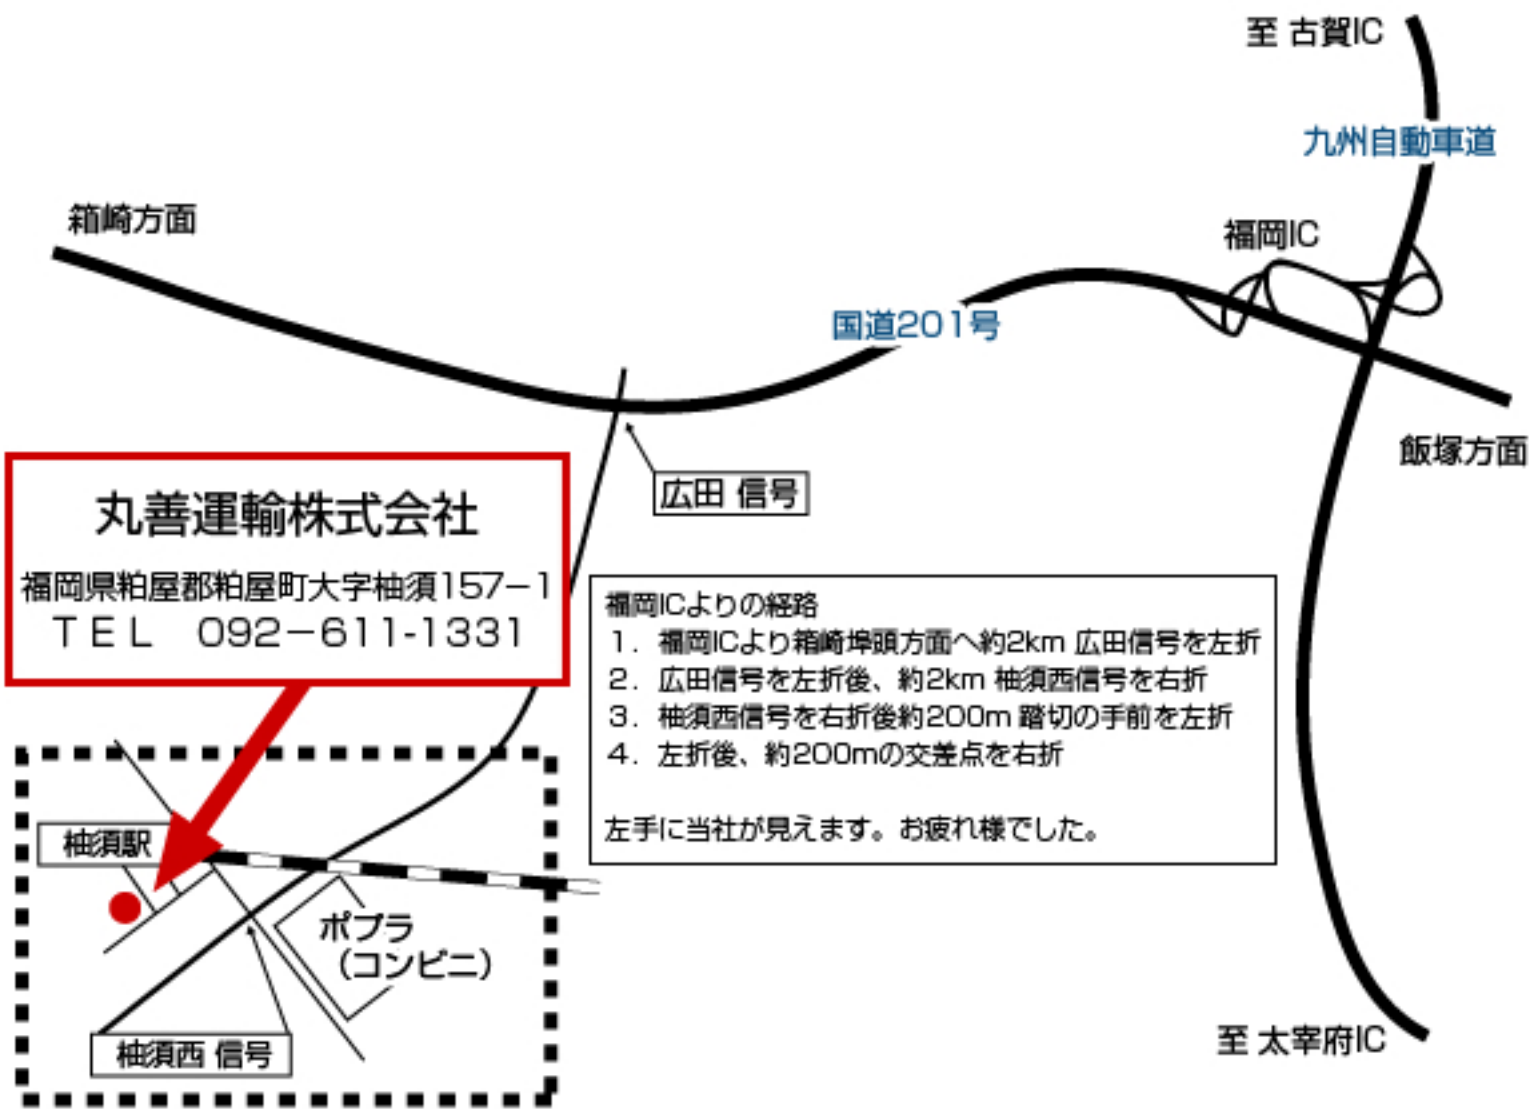 至 古賀IC
九州自動車道
箱崎方面
福岡IC
国道201号
飯塚方面
広田 信号
丸善運輸株式会社
福岡県粕屋郡粕屋町大字柚須157−1
ＴＥＬ　092−611-1331
福岡ICよりの経路
1．福岡ICより箱崎埠頭方面へ約2km 広田信号を左折
2．広田信号を左折後、約2km 柚須西信号を右折
3．柚須西信号を右折後約200m 踏切の手前を左折
4．左折後、約200mの交差点を右折
左手に当社が見えます。お疲れ様でした。
柚須駅
ポプラ
（コンビニ）
柚須西 信号
至 太宰府IC